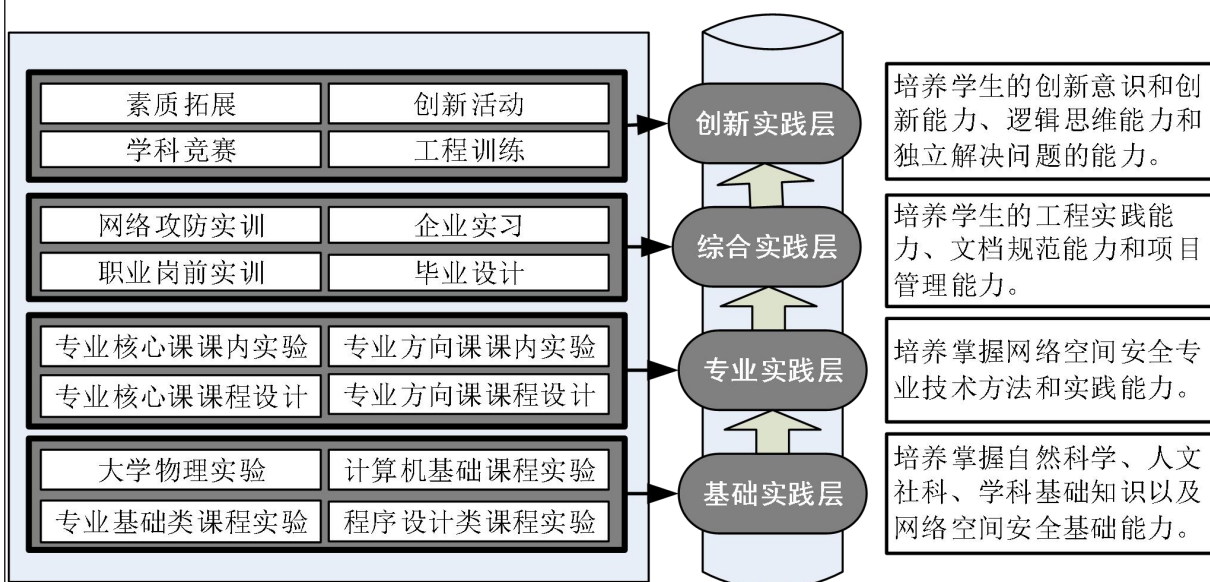 素质拓展
创新活动
学科竞赛
工程训练
创新实践层
培养学生的创新意识和创
新能力、逻辑思维能力和
独立解决问题的能力。
网络攻防实训
企业实习
职业岗前实训
毕业设计
综合实践层
培养学生的工程实践能
力、文档规范能力和项目
管理能力。
专业核心课课内实验
专业方向课课内实验
专业核心课课程设计
专业方向课课程设计
专业实践层
培养掌握网络空间安全专
业技术方法和实践能力。
大学物理实验
计算机基础课程实验
专业基础类课程实验
程序设计类课程实验
基础实践层
培养掌握自然科学、人文
社科、学科基础知识以及
网络空间安全基础能力。